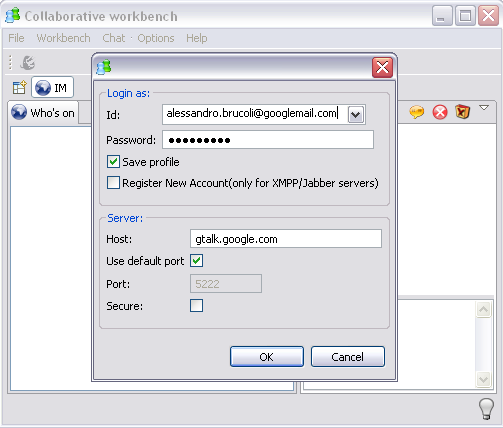 Collaborative workbench
File Workbench Chat - Options Help
IM
Who's on
Login as:
Id: alessandro.brucoli@googlemail.com
Password: ●●●●●●●●●
Save profile
Register New Account(only for XMPP/Jabber servers)
Server:
Host: gtalk.google.com
Use default port
Port: 5222
Secure:
OK Cancel